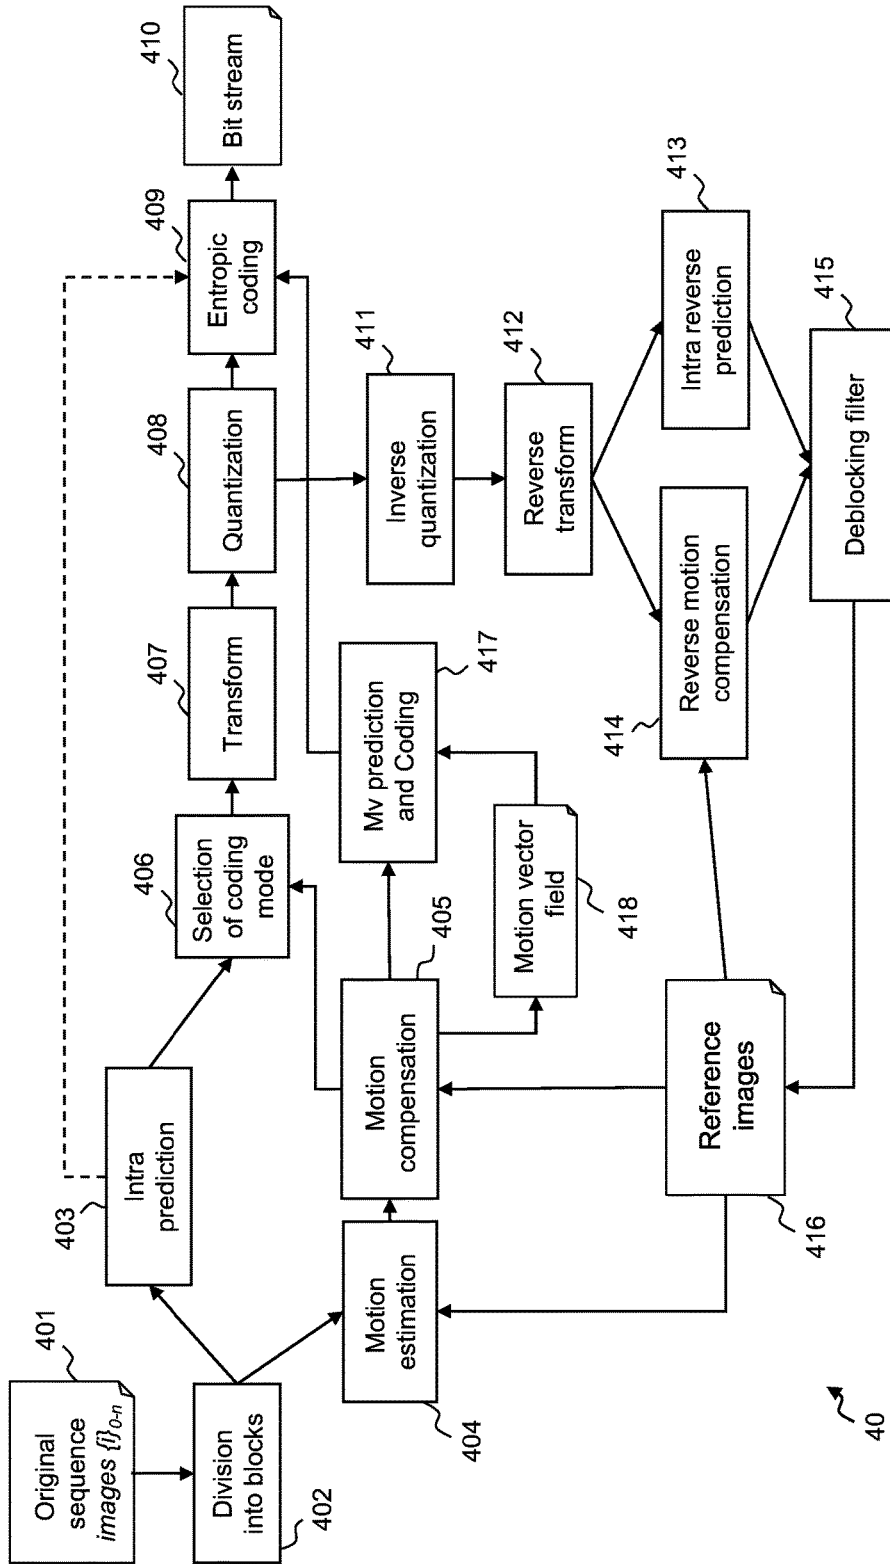 401
Original
sequence
images {i}0-n
Division
into blocks
402
403
Intra
prediction
Motion
estimation
404
Motion
compensation
405
406
Selection
of coding
mode
407
Transform
408
Quantization
409
Entropic
coding
410
Bit stream
Mv prediction
and Coding
417
Motion vector
field
418
Inverse
quantization
411
Reverse
transform
412
Intra reverse
prediction
413
Reverse motion
compensation
414
Deblocking filter
415
Reference
images
416
40